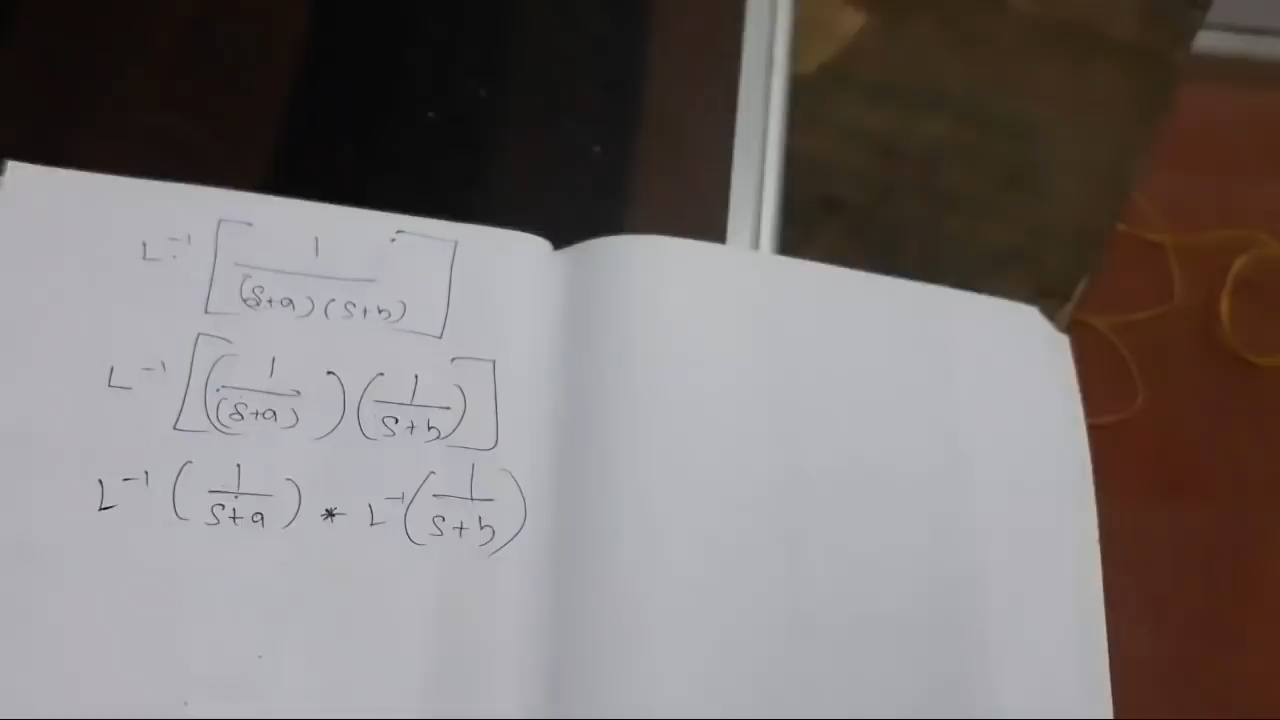 L⁻¹ [ 1 / (s+a)(s+b) ]
L⁻¹ [ ( 1 / (s+a) ) ( 1 / s+b ) ]
L⁻¹ ( 1 / s+a ) * L⁻¹ ( 1 / s+b )